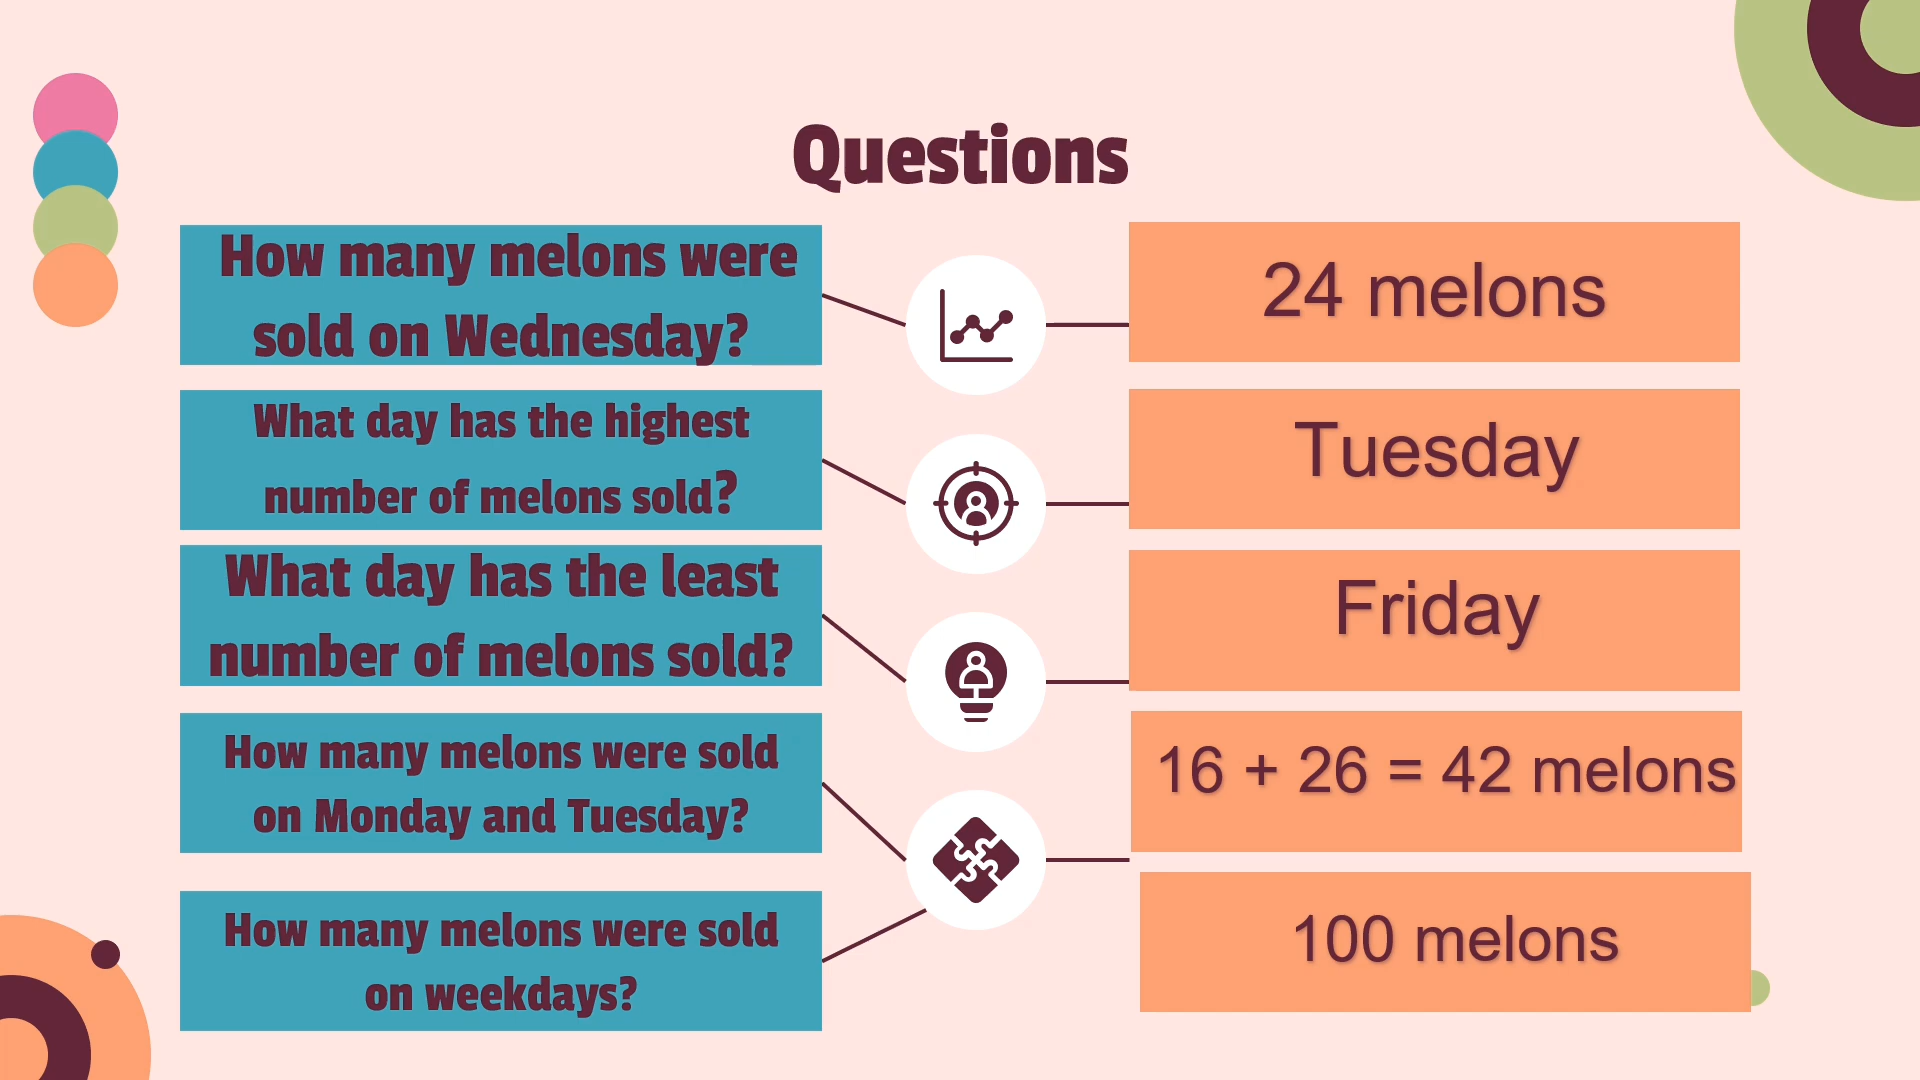 Questions
How many melons were
sold on Wednesday?
24 melons
What day has the highest
number of melons sold?
Tuesday
What day has the least
number of melons sold?
Friday
How many melons were sold
on Monday and Tuesday?
16 + 26 = 42 melons
How many melons were sold
on weekdays?
100 melons